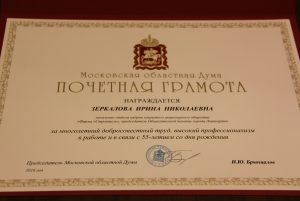 Московская областная Дума
ПОЧЕТНАЯ ГРАМОТА
НАГРАЖДАЕТСЯ
ЗЕРКАЛОВА ИРИНА НИКОЛАЕВНА
за многолетний добросовестный труд, высокий профессионализм
в работе и в связи с 55-летием со дня рождения
Председатель Московской областной Думы И.Ю. Брынцалов